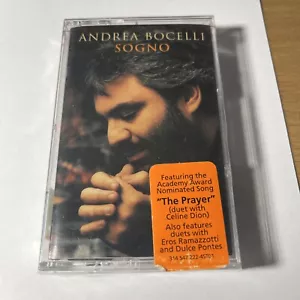 ANDREA BOCELLI
SOGNO
Featuring the
Academy Award
Nominated Song
"The Prayer"
(duet with
Celine Dion)
Also features
duets with
Eros Ramazzotti
and Dulce Pontes